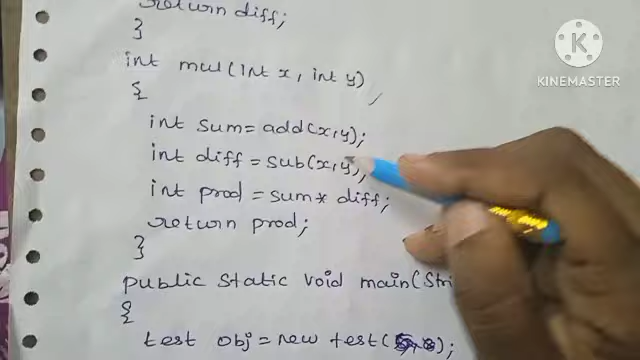 return diff;
}
int mul(int x, int y)
{
int sum=add(x,y);
int diff=sub(x,y);
int prod=sum* diff;
return prod;
}
public static void main(Stri
{
test obj=new test( );
KINEMASTER